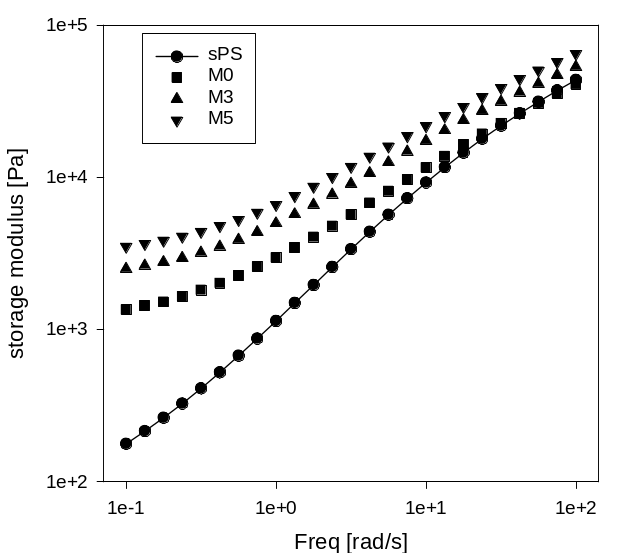 1e+5
sPS
M0
M3
M5
1e+4
storage modulus [Pa]
1e+3
1e+2
1e-1 1e+0 1e+1 1e+2
Freq [rad/s]